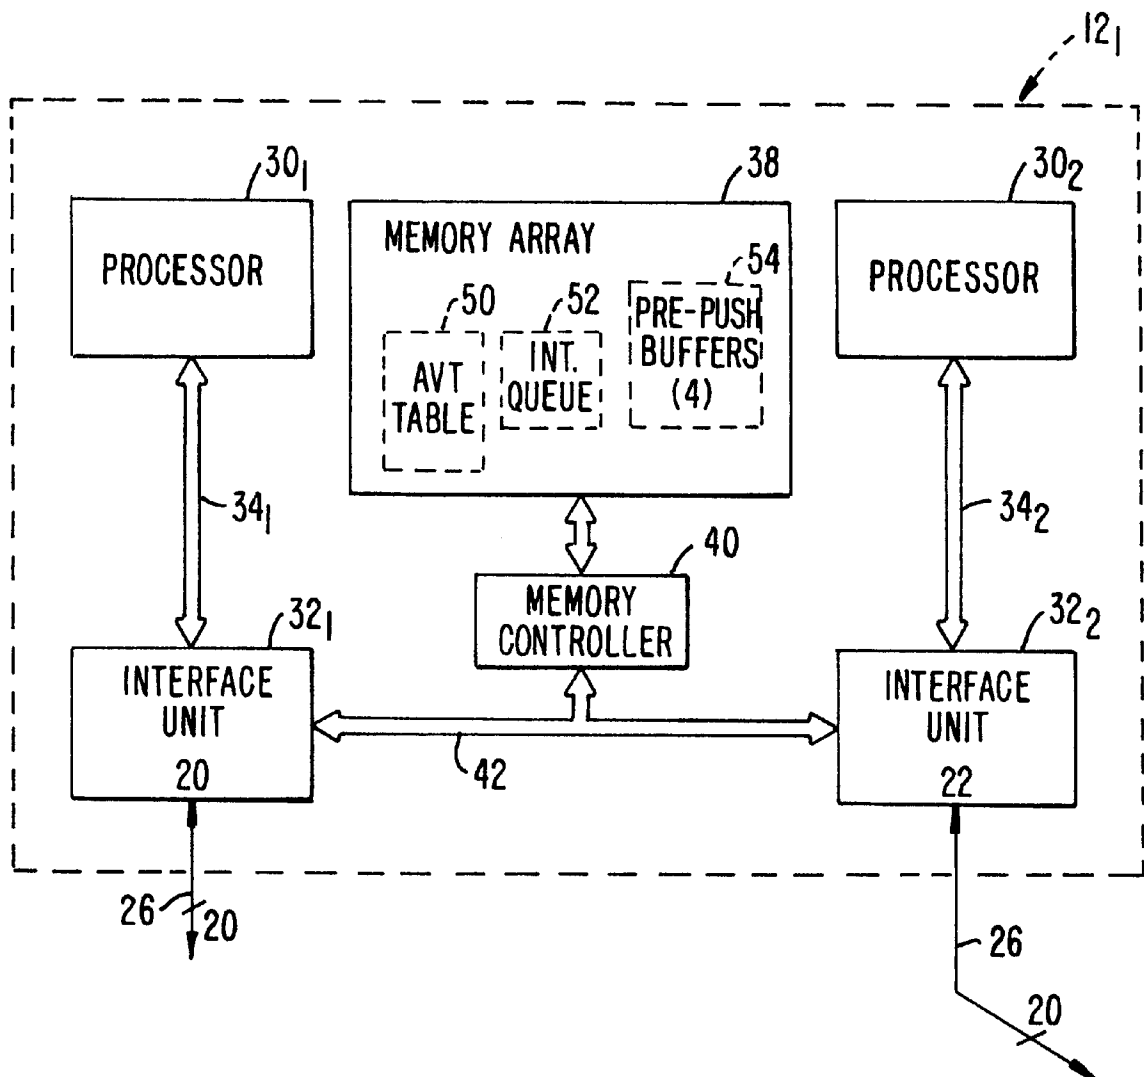 12₁
30₁
38
30₂
PROCESSOR
MEMORY ARRAY
PROCESSOR
50
52
54
AVT
TABLE
INT.
QUEUE
PRE-PUSH
BUFFERS
(4)
34₁
34₂
40
MEMORY
CONTROLLER
32₁
32₂
INTERFACE
UNIT
20
42
INTERFACE
UNIT
22
26
20
26
20